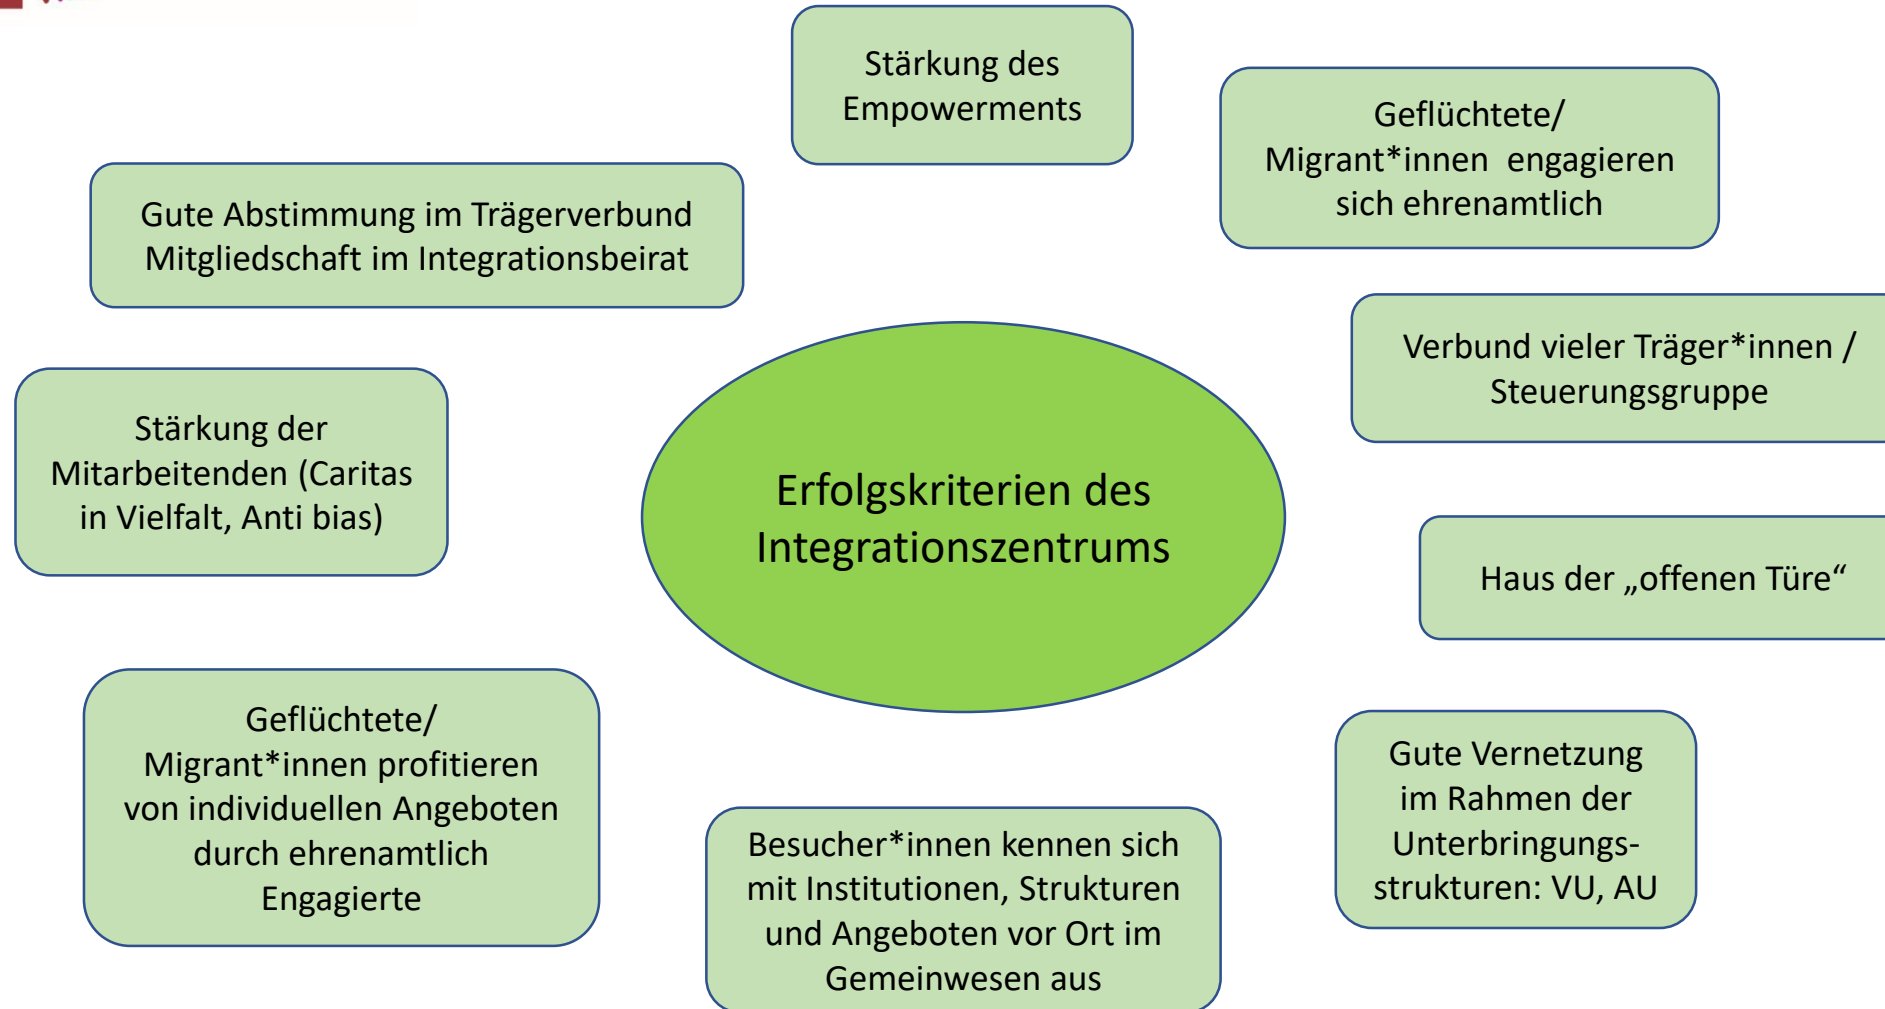 Stärkung des
Empowerments
Geflüchtete/
Migrant*innen engagieren
sich ehrenamtlich
Gute Abstimmung im Trägerverbund
Mitgliedschaft im Integrationsbeirat
Verbund vieler Träger*innen /
Steuerungsgruppe
Stärkung der
Mitarbeitenden (Caritas
in Vielfalt, Anti bias)
Erfolgskriterien des
Integrationszentrums
Haus der „offenen Türe“
Geflüchtete/
Migrant*innen profitieren
von individuellen Angeboten
durch ehrenamtlich
Engagierte
Besucher*innen kennen sich
mit Institutionen, Strukturen
und Angeboten vor Ort im
Gemeinwesen aus
Gute Vernetzung
im Rahmen der
Unterbringungs-
strukturen: VU, AU